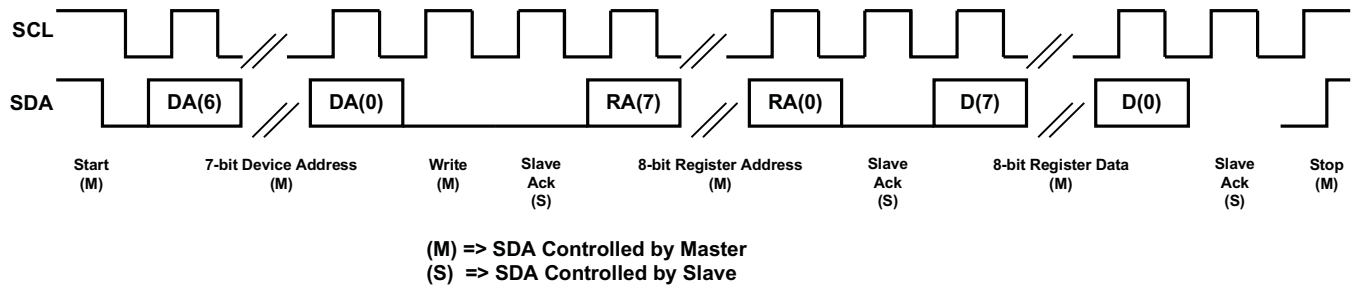 SCL
SDA DA(6) DA(0) RA(7) RA(0) D(7) D(0)
Start 7-bit Device Address Write Slave 8-bit Register Address Slave 8-bit Register Data Slave Stop
(M) (M) (M) Ack (M) Ack (M) Ack (M)
(S) (S) (S)
(M) => SDA Controlled by Master
(S) => SDA Controlled by Slave